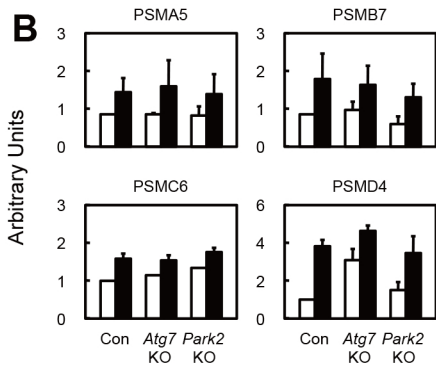 B
PSMA5
PSMB7
3
2
1
0
3
2
1
0
Arbitrary Units
PSMC6
PSMD4
3
2
1
0
6
4
2
0
Con Atg7 KO Park2 KO
Con Atg7 KO Park2 KO